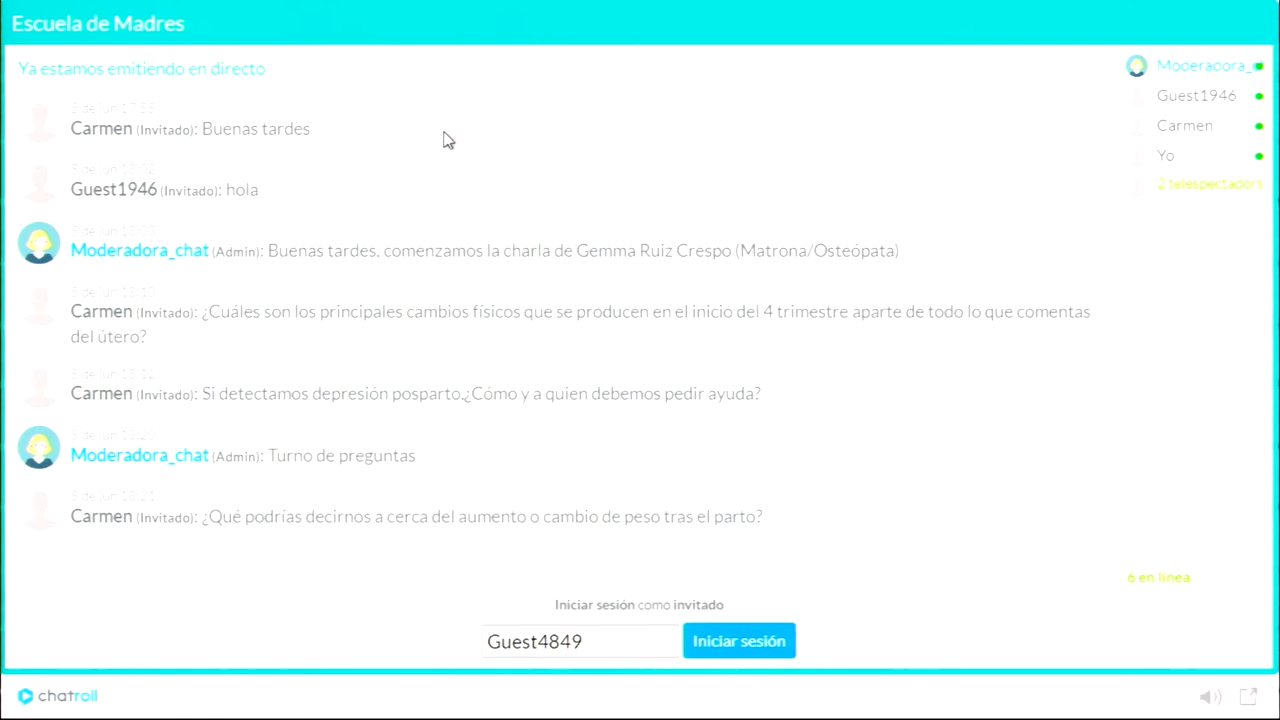 Escuela de Madres
Ya estamos emitiendo en directo
Carmen (Invitado): Buenas tardes
Guest1946 (Invitado): hola
Moderadora_chat (Admin): Buenas tardes, comenzamos la charla de Gemma Ruiz Crespo (Matrona/Osteópata)
Carmen (Invitado): ¿Cuáles son los principales cambios físicos que se producen en el inicio del 4 trimestre aparte de todo lo que comentas
del útero?
Carmen (Invitado): Si detectamos depresión posparto,¿Cómo y a quien debemos pedir ayuda?
Moderadora_chat (Admin): Turno de preguntas
Carmen (Invitado): ¿Qué podrías decirnos a cerca del aumento o cambio de peso tras el parto?
Guest1946
Carmen
Yo
2 telespectadors
6 en línea
Iniciar sesión como invitado
Guest4849 Iniciar sesión
chatroll